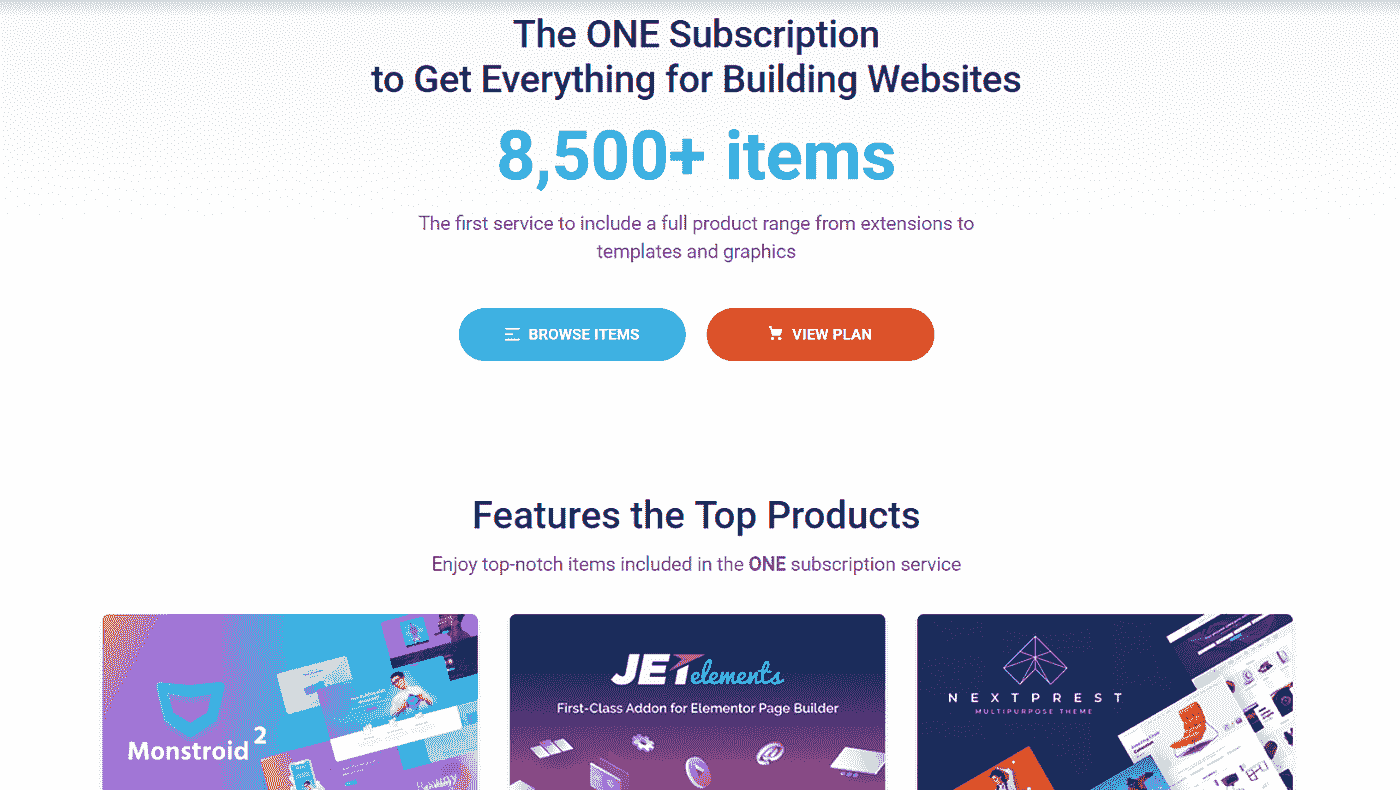 The ONE Subscription
to Get Everything for Building Websites
8,500+ items
The first service to include a full product range from extensions to
templates and graphics
BROWSE ITEMS
VIEW PLAN
Features the Top Products
Enjoy top-notch items included in the ONE subscription service
Monstroid 2
JET elements
First-Class Addon for Elementor Page Builder
NEXTPREST
MULTIPURPOSE THEME